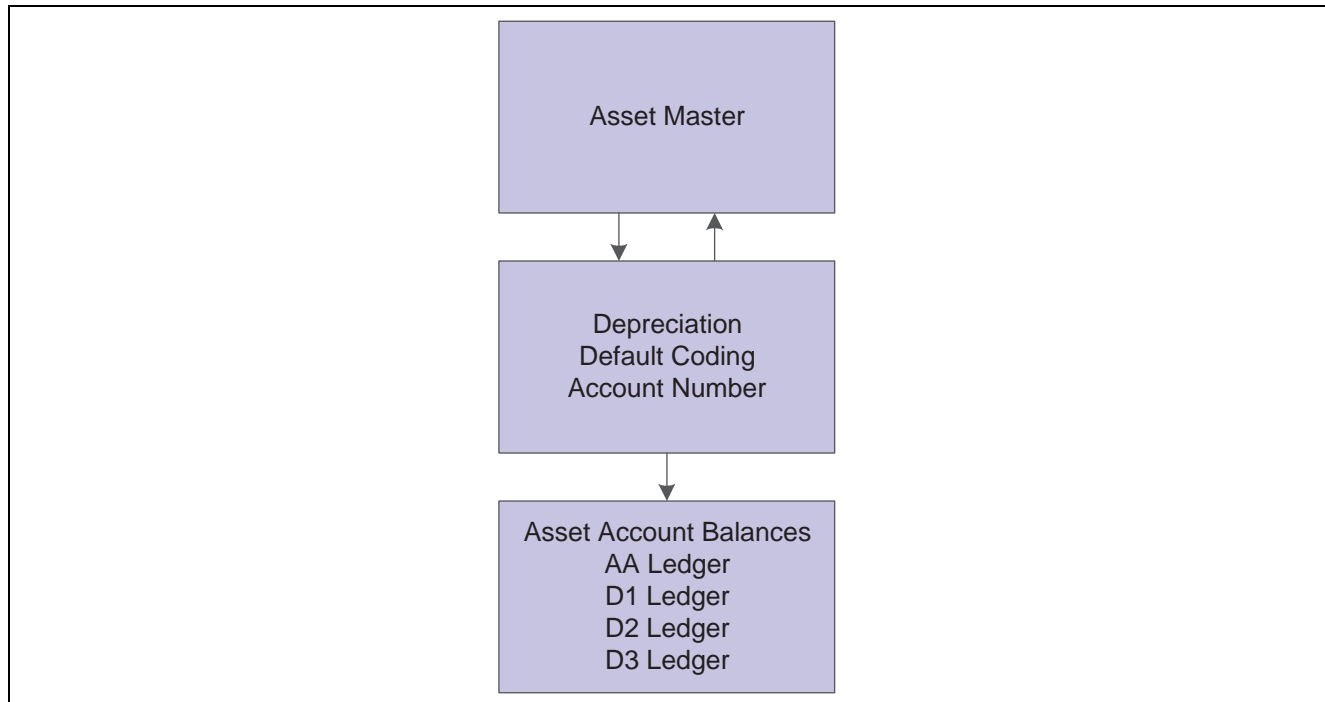 Asset Master
Depreciation
Default Coding
Account Number
Asset Account Balances
AA Ledger
D1 Ledger
D2 Ledger
D3 Ledger